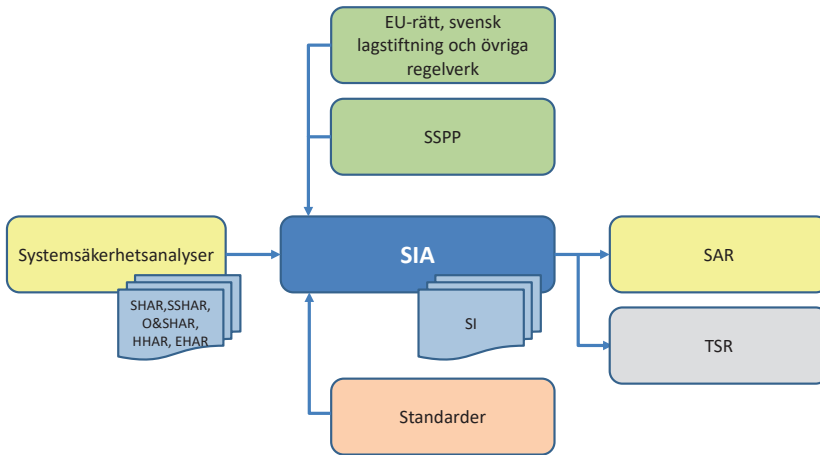 EU-rätt, svensk
lagstiftning och övriga
regelverk
SSPP
Systemsäkerhetsanalyser
SHAR,SSHAR,
O&SHAR,
HHAR, EHAR
SIA
SI
SAR
TSR
Standarder